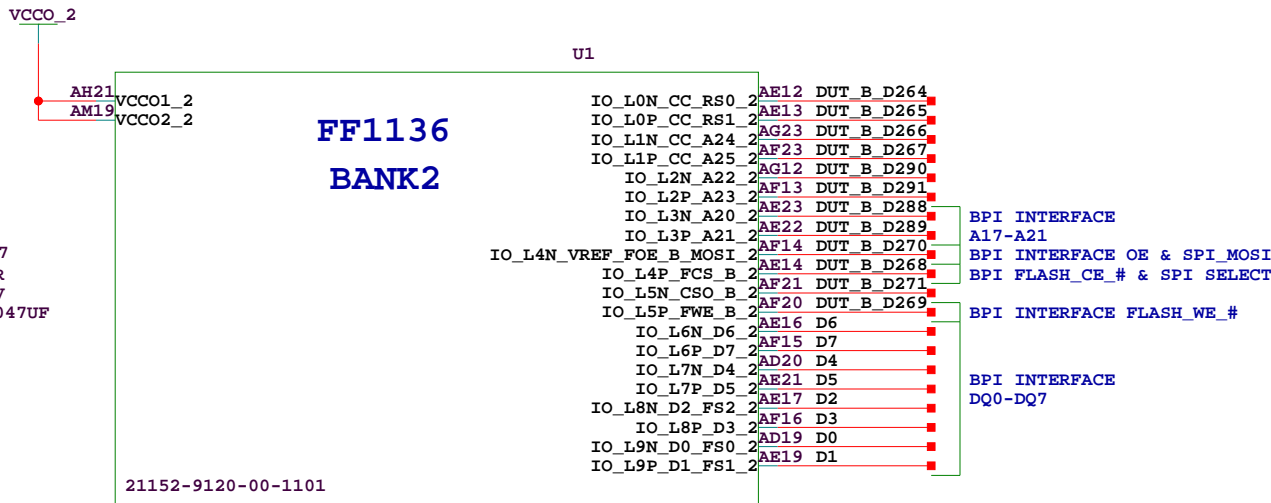 VCCO_2
U1
AH21 VCCO1_2
AM19 VCCO2_2
FF1136
BANK2
IO_L0N_CC_RS0_2 AE12 DUT_B_D264
IO_L0P_CC_RS1_2 AE13 DUT_B_D265
IO_L1N_CC_A24_2 AG23 DUT_B_D266
IO_L1P_CC_A25_2 AF23 DUT_B_D267
IO_L2N_A22_2 AG12 DUT_B_D290
IO_L2P_A23_2 AF13 DUT_B_D291
IO_L3N_A20_2 AE23 DUT_B_D288
IO_L3P_A21_2 AE22 DUT_B_D289
IO_L4N_VREF_FOE_B_MOSI_2 AF14 DUT_B_D270
IO_L4P_FCS_B_2 AE14 DUT_B_D268
IO_L5N_CSO_B_2 AF21 DUT_B_D271
IO_L5P_FWE_B_2 AF20 DUT_B_D269
IO_L6N_D6_2 AE16 D6
IO_L6P_D7_2 AF15 D7
IO_L7N_D4_2 AD20 D4
IO_L7P_D5_2 AE21 D5
IO_L8N_D2_FS2_2 AE17 D2
IO_L8P_D3_2 AF16 D3
IO_L9N_D0_FS0_2 AD19 D0
IO_L9P_D1_FS1_2 AE19 D1
BPI INTERFACE
A17-A21
BPI INTERFACE OE & SPI_MOSI
BPI FLASH_CE_# & SPI SELECT
BPI INTERFACE FLASH_WE_#
BPI INTERFACE
DQ0-DQ7
7
R
047UF
21152-9120-00-1101